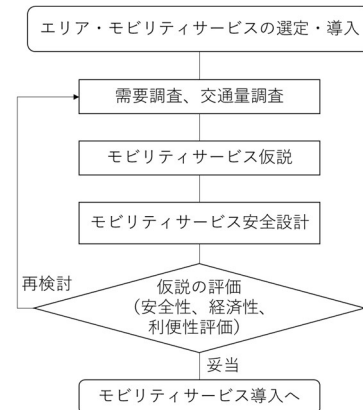 エリア・モビリティサービスの選定・導入
需要調査、交通量調査
モビリティサービス仮説
モビリティサービス安全設計
再検討
仮説の評価
(安全性、経済性、
利便性評価)
妥当
モビリティサービス導入へ